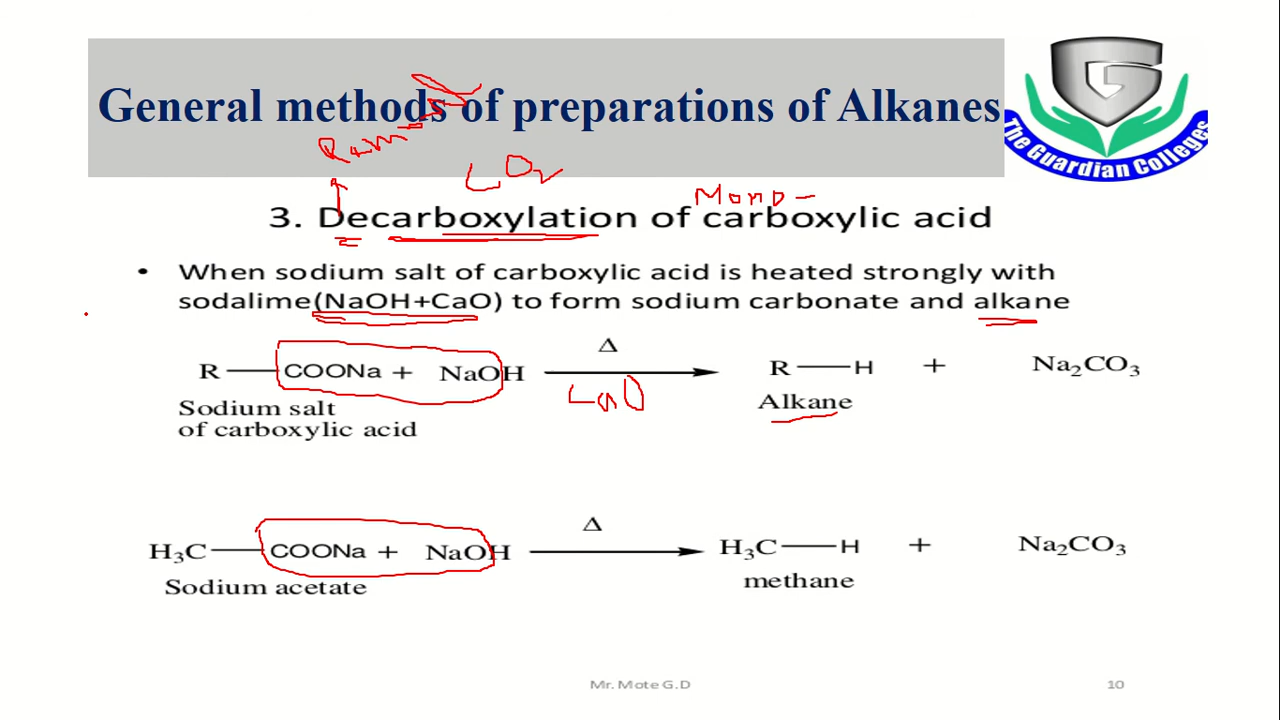 General methods of preparations of Alkanes
The Guardian Colleges
CO2
Mono -
3. Decarboxylation of carboxylic acid
• When sodium salt of carboxylic acid is heated strongly with
sodalime(NaOH+CaO) to form sodium carbonate and alkane
R — COONa + NaOH Δ R — H + Na2CO3
CaO
Sodium salt Alkane
of carboxylic acid
H3C — COONa + NaOH Δ H3C — H + Na2CO3
Sodium acetate methane
Mr. Mote G.D 10